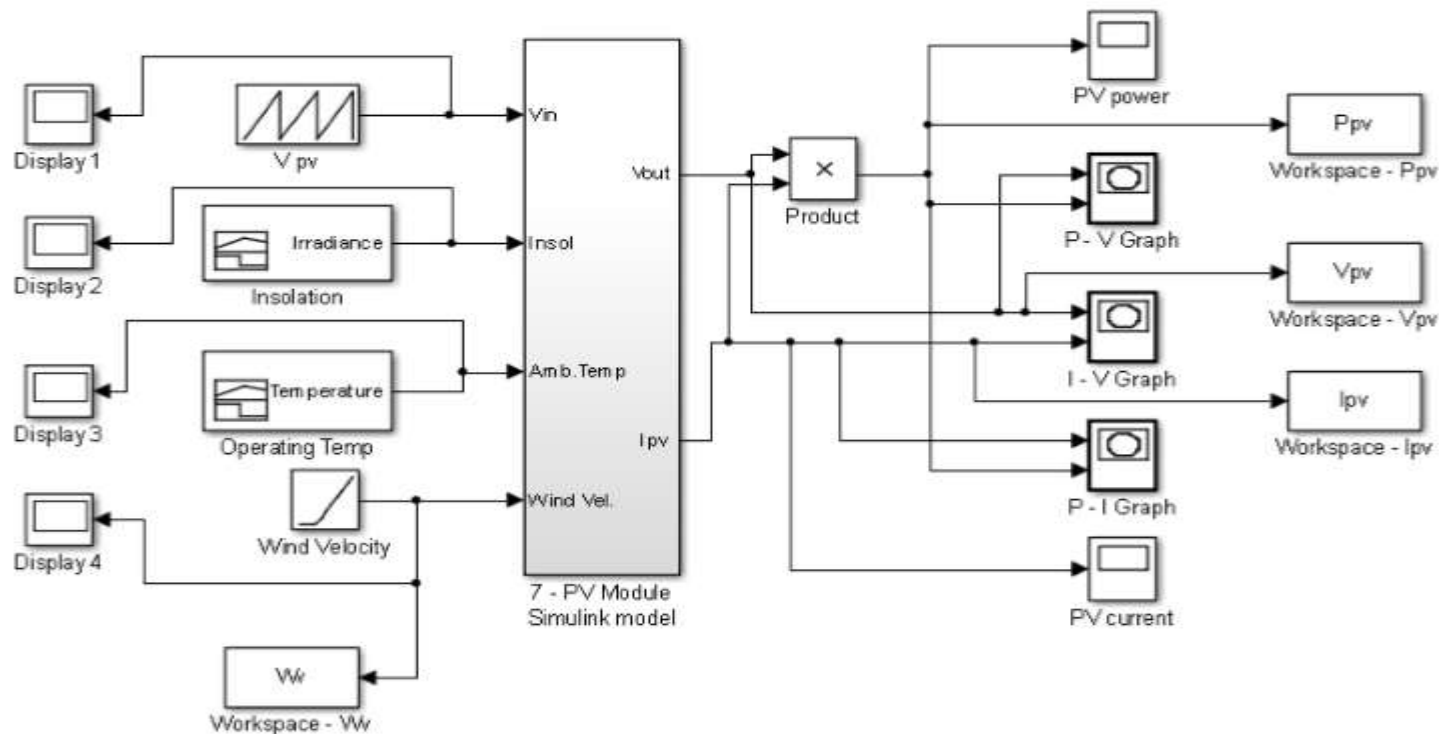 Display 1
V pv
Display 2
Irradiance
Insolation
Display 3
Temperature
Operating Temp
Display 4
Wind Velocity
Wv
Workspace - Wv
Vin
Insol
Amb.Temp
Wind Vel.
Vout
Ipv
7 - PV Module
Simulink model
×
Product
PV power
P - V Graph
I - V Graph
P - I Graph
PV current
Ppv
Workspace - Ppv
Vpv
Workspace - Vpv
Ipv
Workspace - Ipv